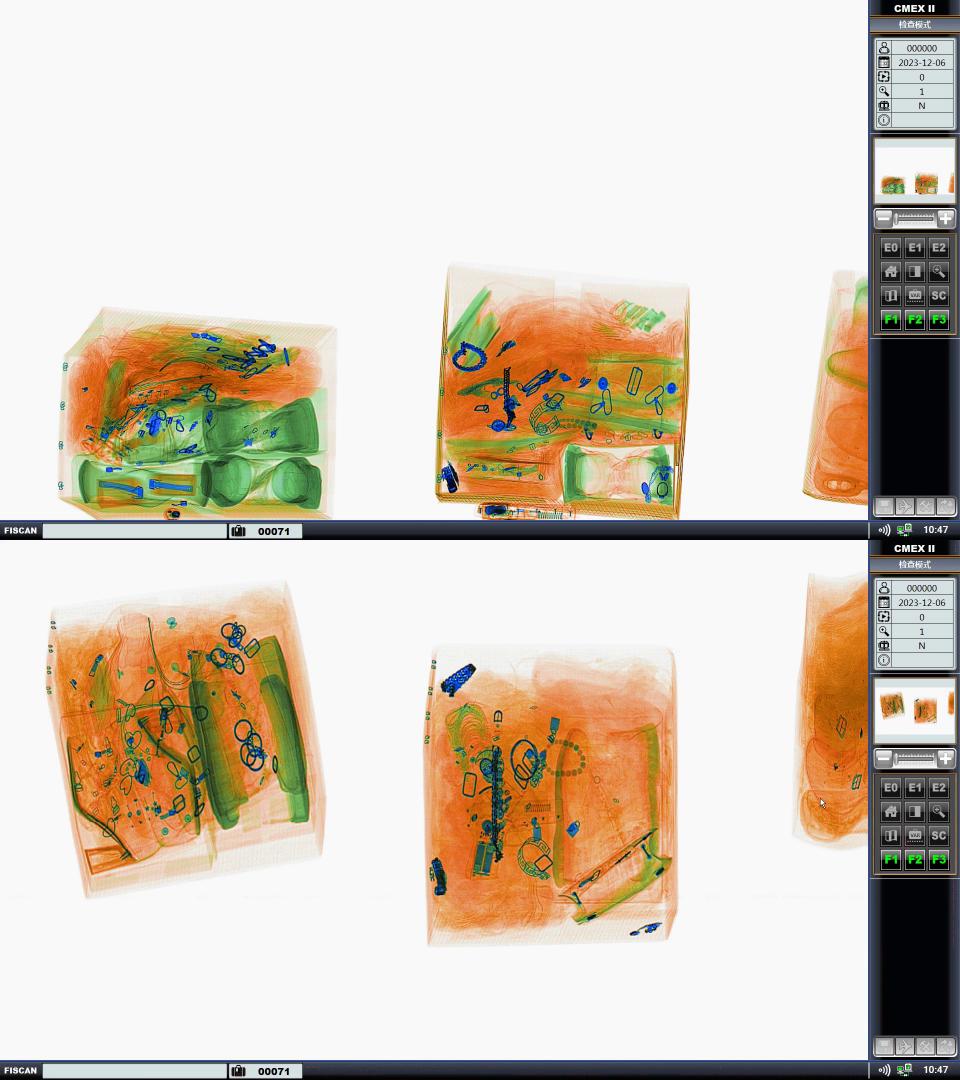 CMEX II
检查模式
000000
2023-12-06
0
1
N
E0 E1 E2
VAR SC
F1 F2 F3
FISCAN 00071 10:47
CMEX II
检查模式
000000
2023-12-06
0
1
N
E0 E1 E2
VAR SC
F1 F2 F3
FISCAN 00071 10:47